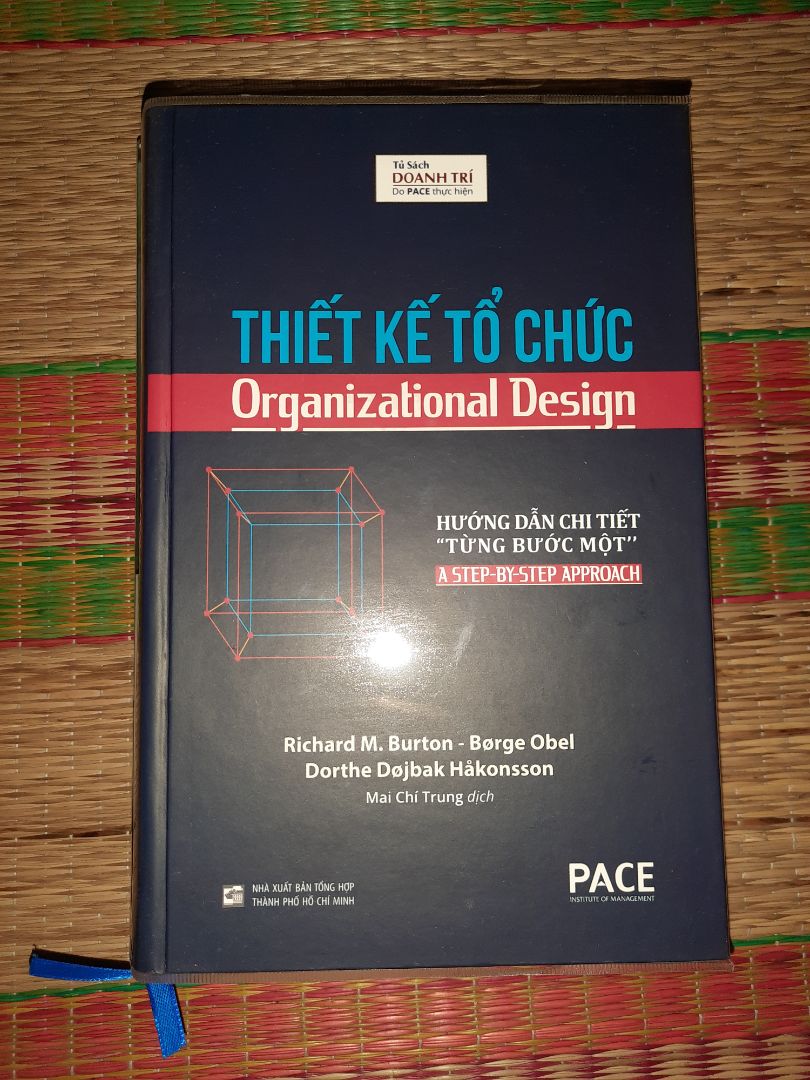 Tủ Sách
DOANH TRÍ
Do PACE thực hiện
THIẾT KẾ TỔ CHỨC
Organizational Design
HƯỚNG DẪN CHI TIẾT
“TỪNG BƯỚC MỘT’’
A STEP-BY-STEP APPROACH
Richard M. Burton - Børge Obel
Dorthe Døjbak Håkonsson
Mai Chí Trung dịch
NHÀ XUẤT BẢN TỔNG HỢP
THÀNH PHỐ HỒ CHÍ MINH
PACE
INSTITUTE OF MANAGEMENT